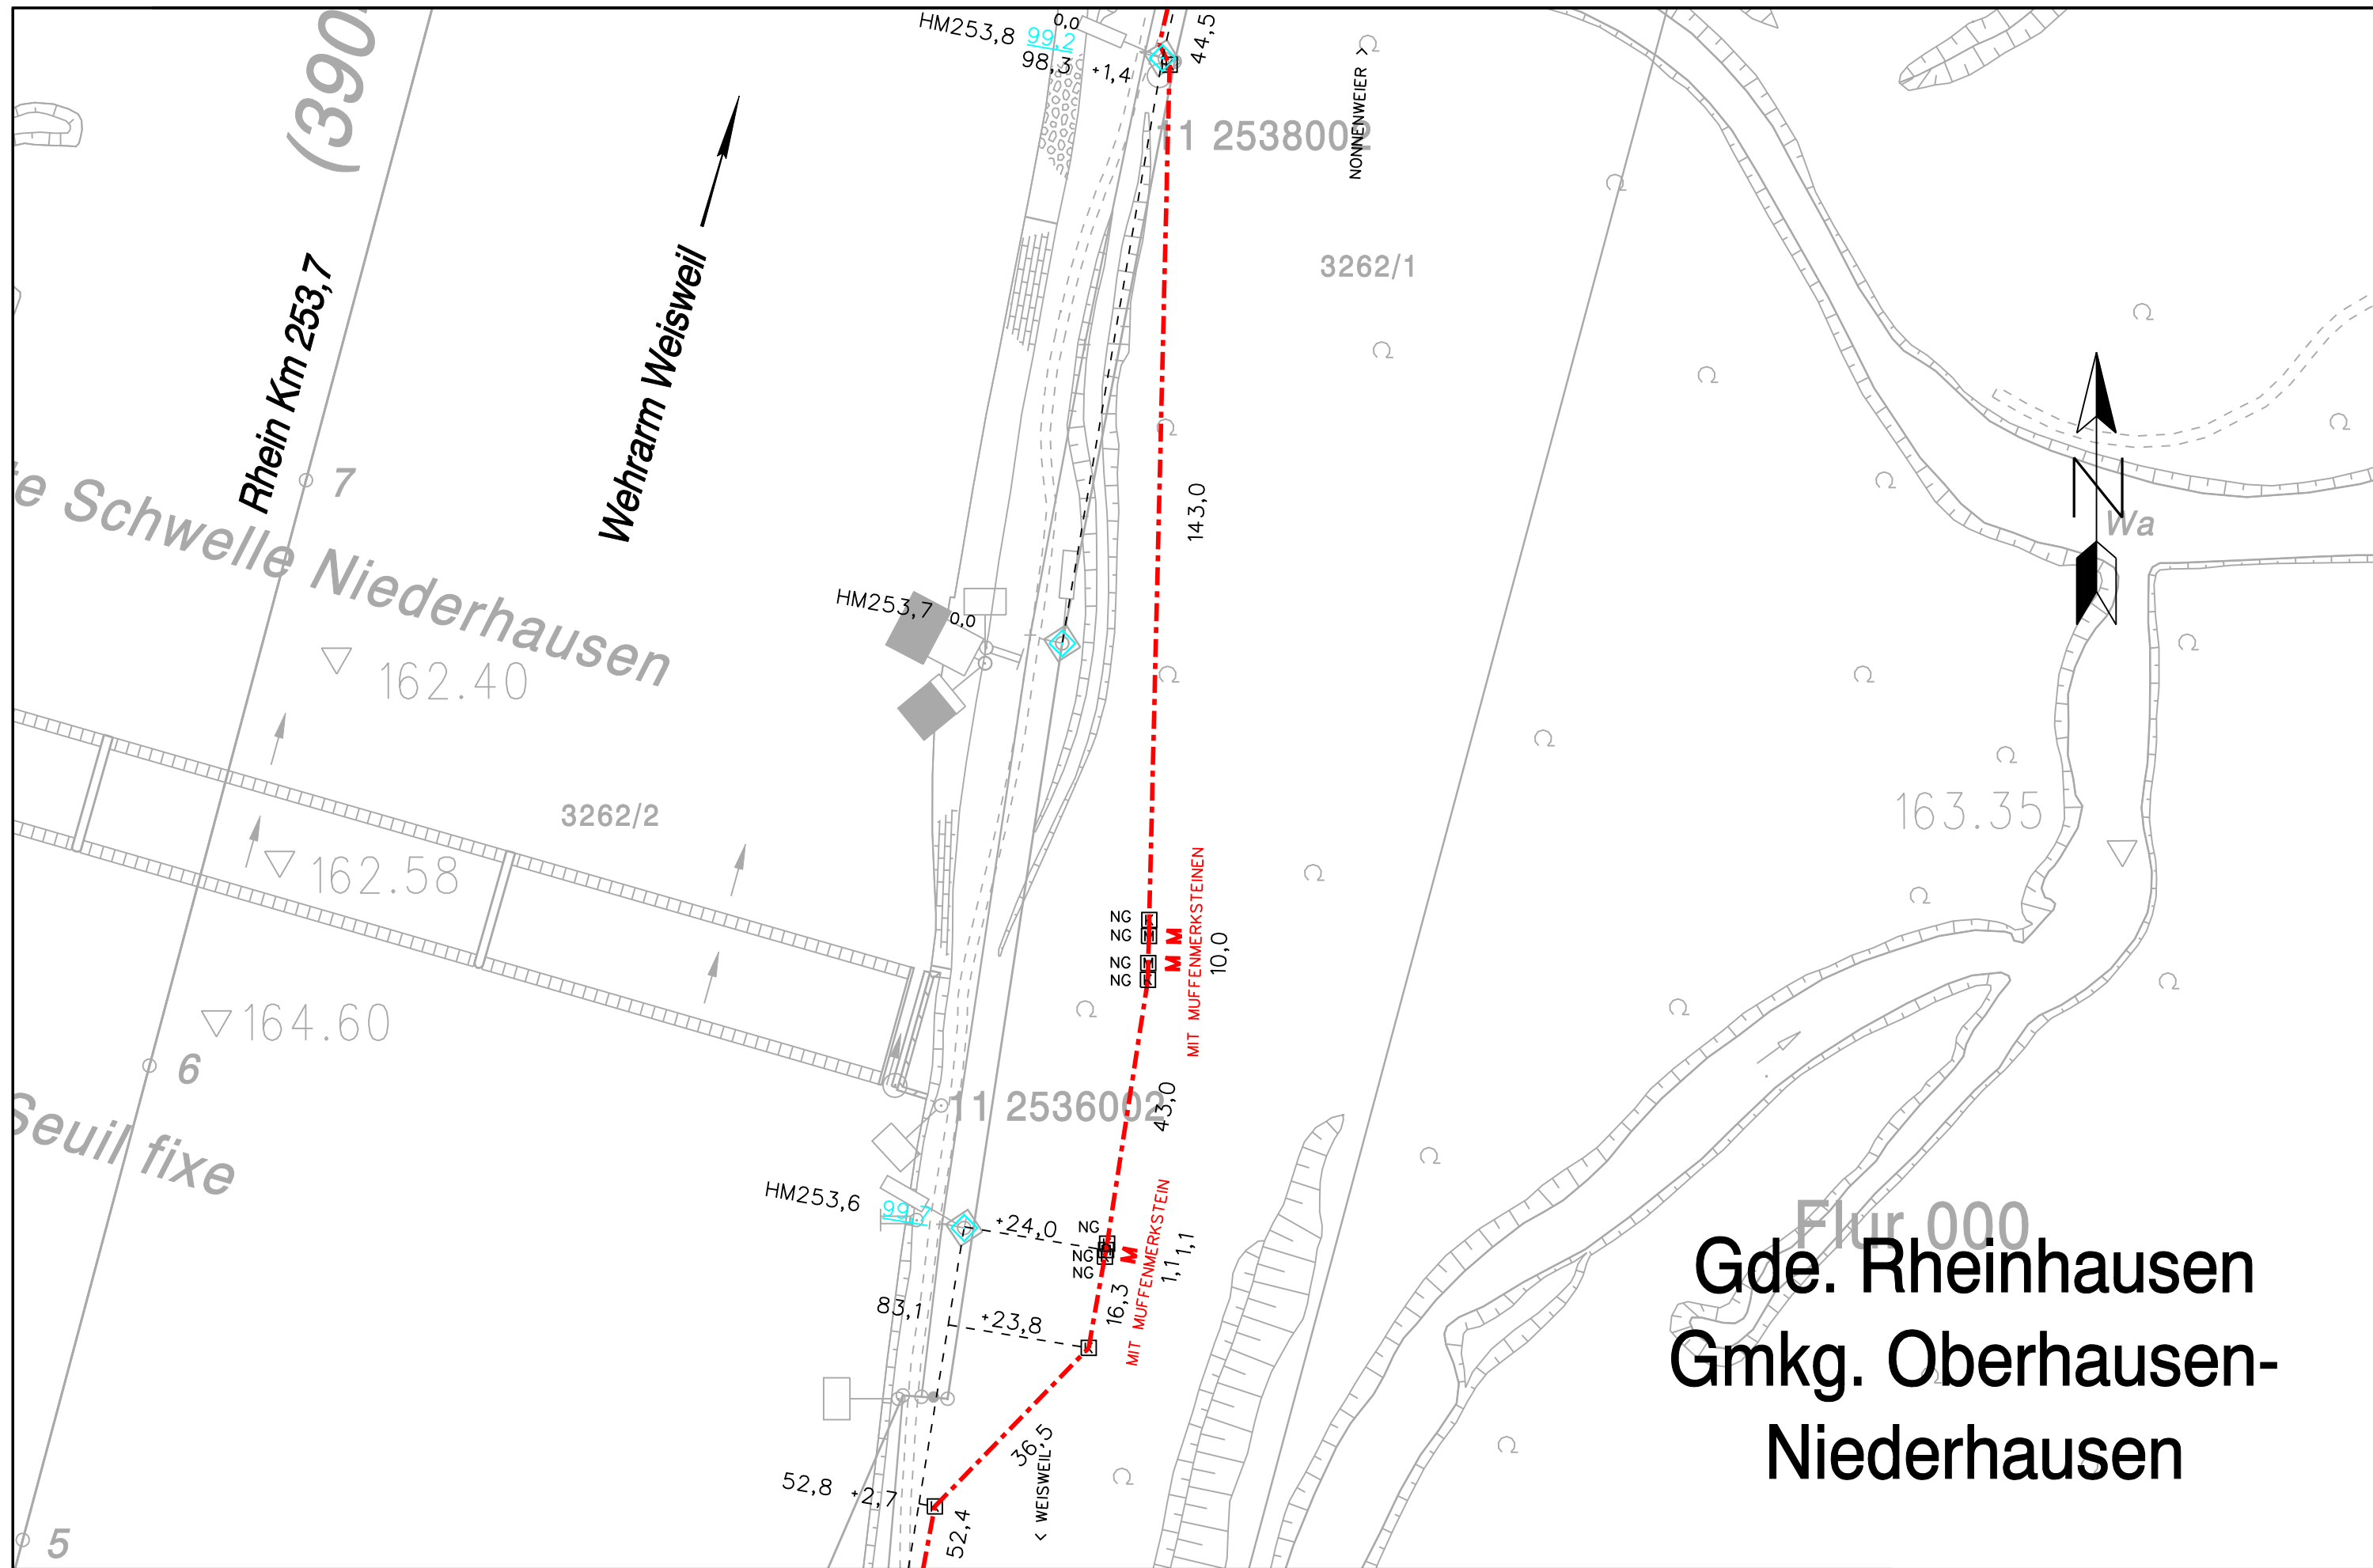 (390
HM253,8
0,0
99,2
98,3
+1,4
44,5
NONNENWEIER >
11 2538002
3262/1
Rhein Km 253,7
Wehrarm Weisweil
7
te Schwelle Niederhausen
143,0
Wa
N
HM253,7
0,0
162.40
3262/2
162.58
163.35
NG
K
NG
M
M
NG
M
M
NG
K
MIT MUFFENMERKSTEINEN
10,0
164.60
6
Seuil fixe
11 2536002
43,0
HM253,6
99,7
+24,0
NG
NG
NG
M
MIT MUFFENMERKSTEIN
1,1 1,1
Flur 000
Gde. Rheinhausen
Gmkg. Oberhausen-
Niederhausen
83,1
+23,8
16,3
K
36,5
< WEISWEIL
52,8
+2,7
K
52,4
5